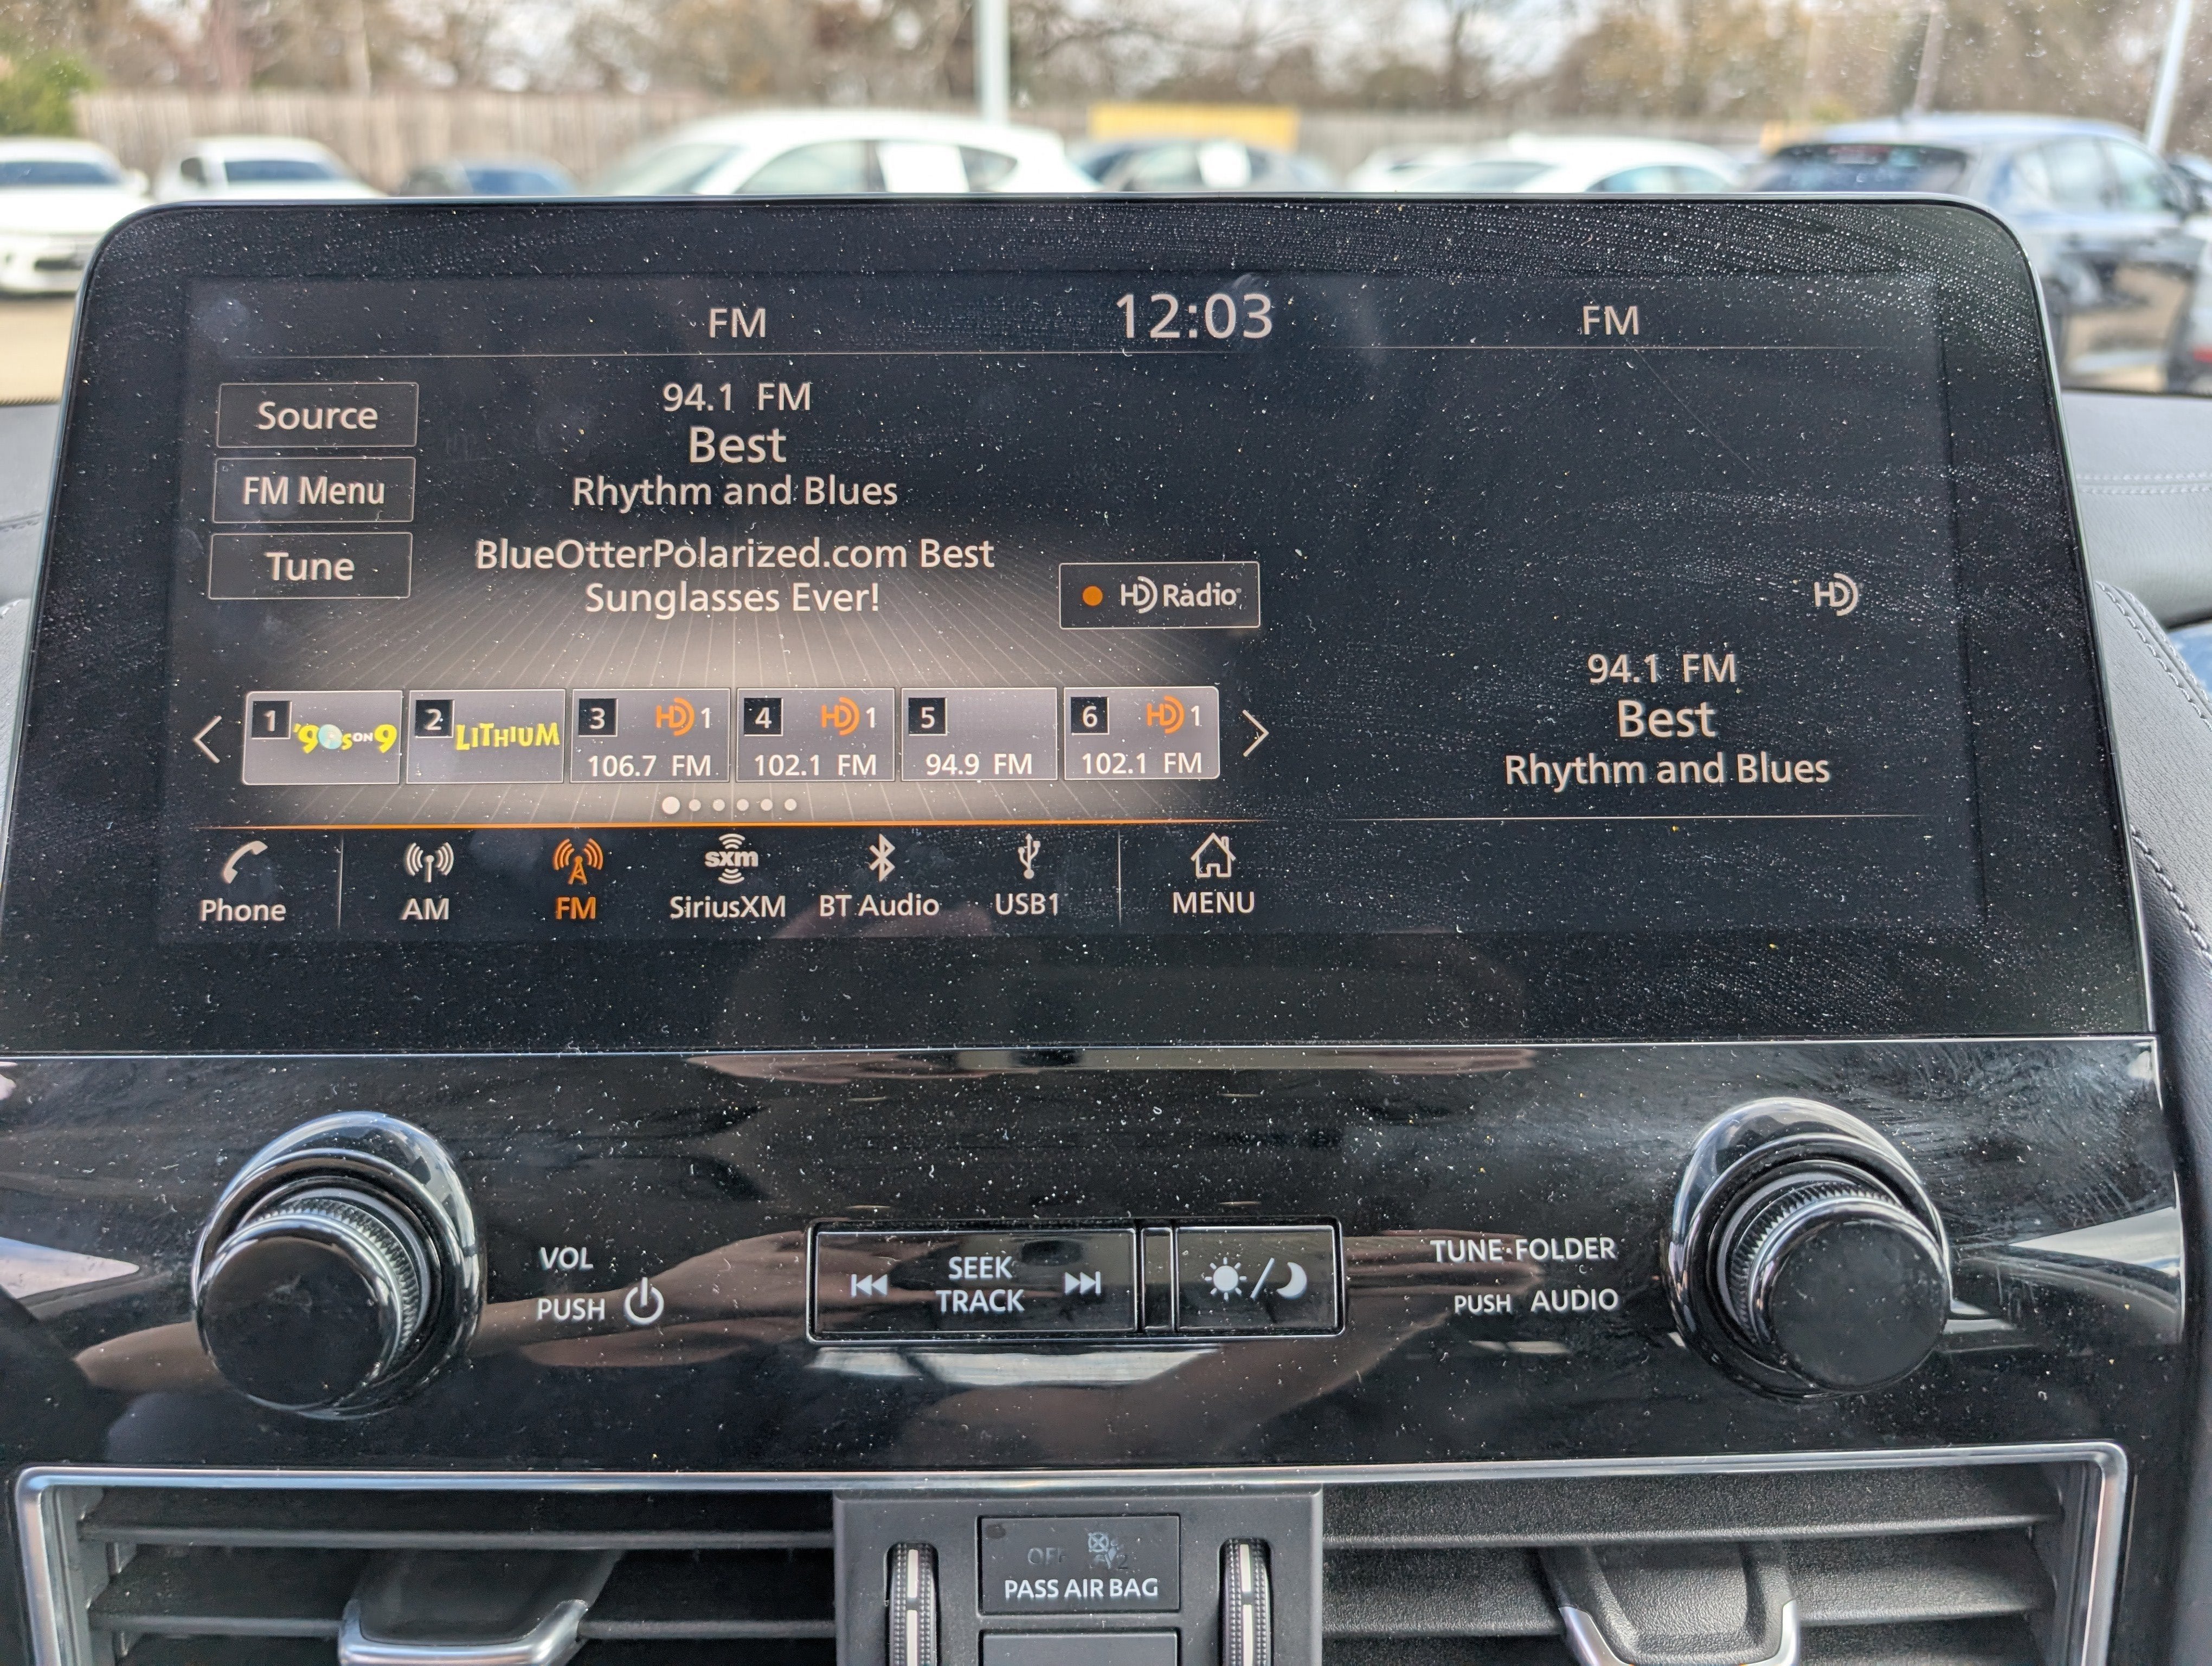 FM
12:03
FM
Source
94.1 FM
Best
FM Menu
Rhythm and Blues
Tune
BlueOtterPolarized.com Best
Sunglasses Ever!
HD Radio
HD
94.1 FM
Best
Rhythm and Blues
1 '90s ON 9
2 LITHIUM
3 HD 1
106.7 FM
4 HD 1
102.1 FM
5
94.9 FM
6 HD 1
102.1 FM
Phone
AM
FM
sxm
SiriusXM
BT Audio
USB1
MENU
VOL
PUSH
SEEK
TRACK
TUNE·FOLDER
PUSH AUDIO
OFF 2
PASS AIR BAG